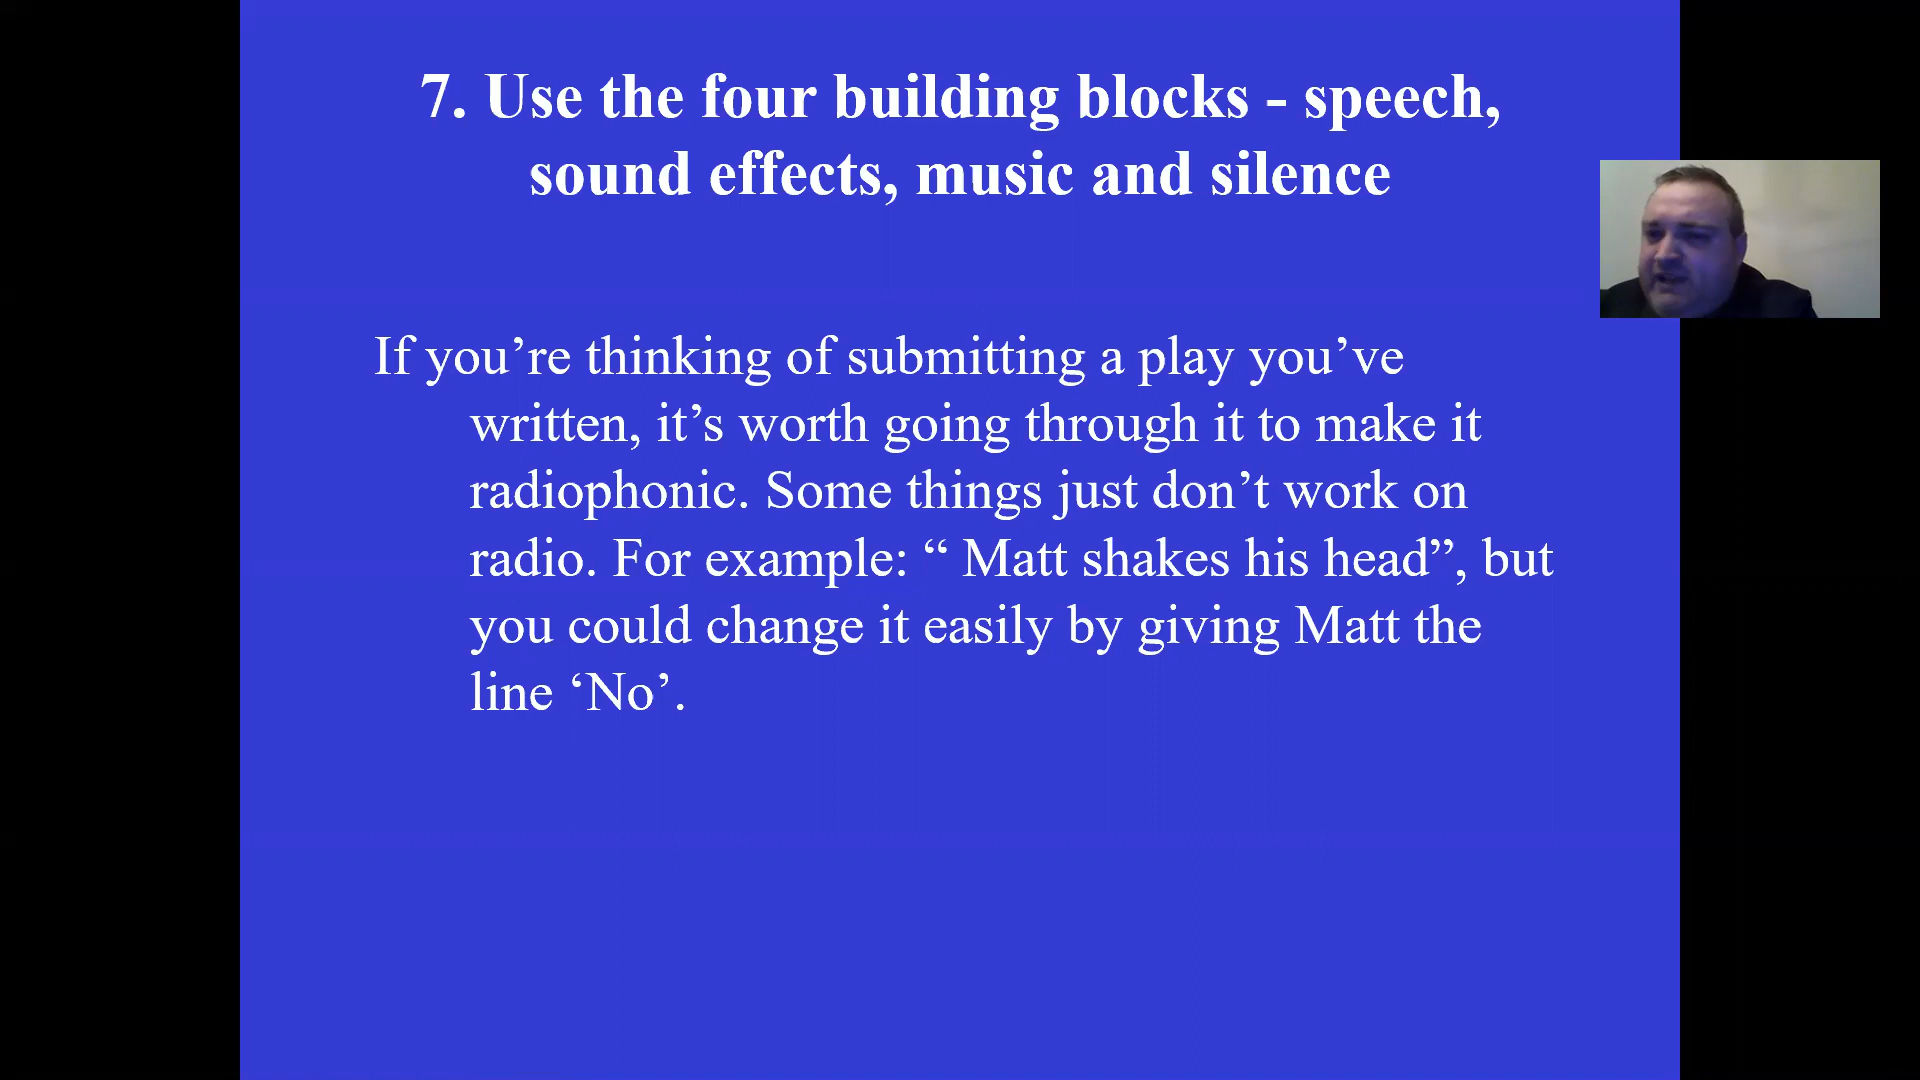 7. Use the four building blocks - speech,
sound effects, music and silence
If you’re thinking of submitting a play you’ve
written, it’s worth going through it to make it
radiophonic. Some things just don’t work on
radio. For example: “ Matt shakes his head”, but
you could change it easily by giving Matt the
line ‘No’.